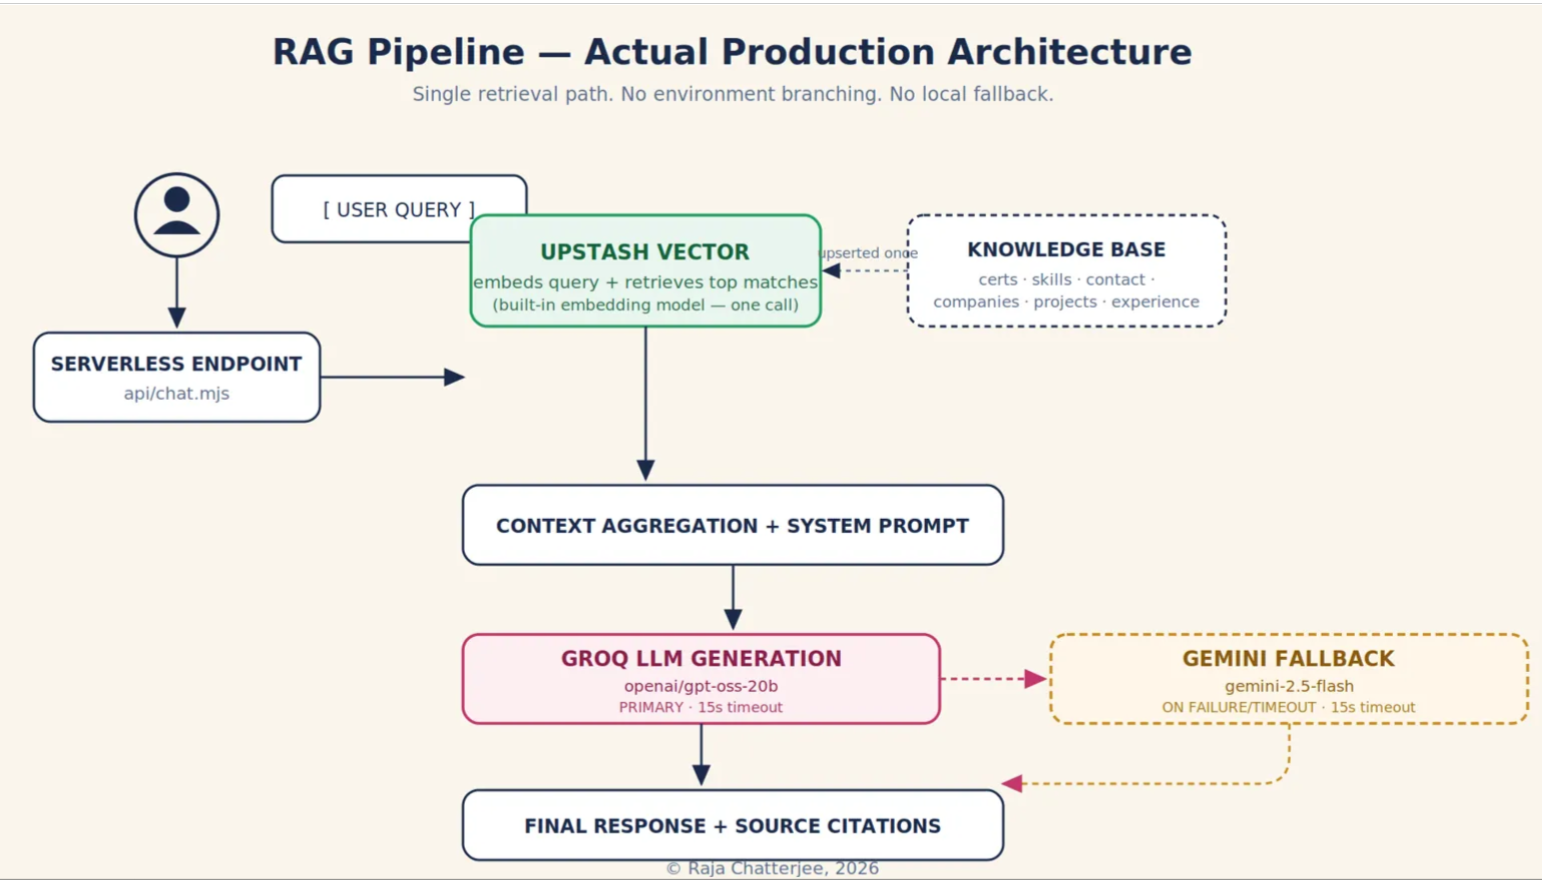 RAG Pipeline — Actual Production Architecture
Single retrieval path. No environment branching. No local fallback.
[ USER QUERY ]
UPSTASH VECTOR
embeds query + retrieves top matches
(built-in embedding model — one call)
upserted once
KNOWLEDGE BASE
certs · skills · contact ·
companies · projects · experience
SERVERLESS ENDPOINT
api/chat.mjs
CONTEXT AGGREGATION + SYSTEM PROMPT
GROQ LLM GENERATION
openai/gpt-oss-20b
PRIMARY · 15s timeout
GEMINI FALLBACK
gemini-2.5-flash
ON FAILURE/TIMEOUT · 15s timeout
FINAL RESPONSE + SOURCE CITATIONS
© Raja Chatterjee, 2026